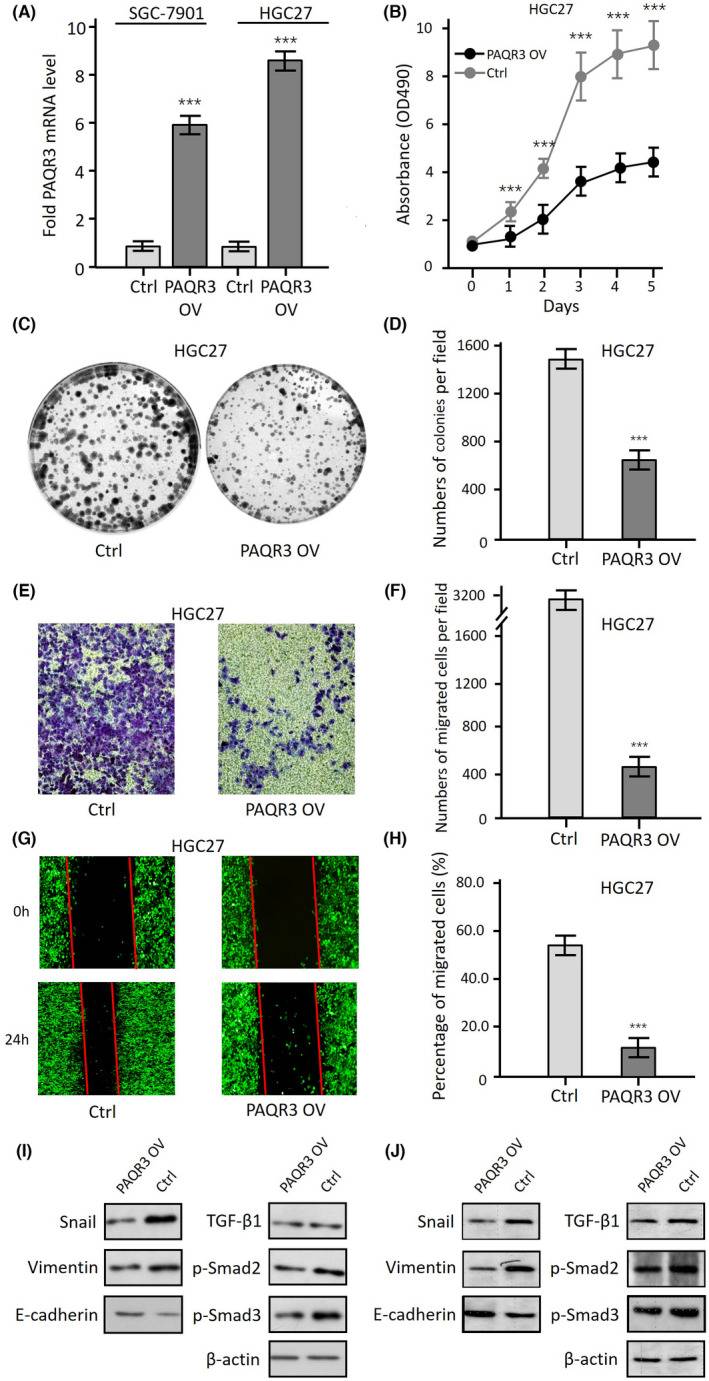 (A)
SGC-7901 HGC27
Fold PAQR3 mRNA level
10
8
6
4
2
0
***
***
Ctrl PAQR3 OV Ctrl PAQR3 OV
(B)
HGC27
Absorbance (OD490)
10
8
6
4
2
0
PAQR3 OV
Ctrl
***
***
***
***
***
0 1 2 3 4 5
Days
(C)
HGC27
Ctrl PAQR3 OV
(D)
HGC27
Numbers of colonies per field
1600
1200
800
400
0
***
Ctrl PAQR3 OV
(E)
HGC27
Ctrl PAQR3 OV
(F)
HGC27
Numbers of migrated cells per field
3200
1600
1200
800
400
0
***
Ctrl PAQR3 OV
(G)
HGC27
0h
24h
Ctrl PAQR3 OV
(H)
HGC27
Percentage of migrated cells (%)
80.0
60.0
40.0
20.0
0
***
Ctrl PAQR3 OV
(I)
PAQR3 OV Ctrl PAQR3 OV Ctrl
Snail TGF-β1
Vimentin p-Smad2
E-cadherin p-Smad3
β-actin
(J)
PAQR3 OV Ctrl PAQR3 OV Ctrl
Snail TGF-β1
Vimentin p-Smad2
E-cadherin p-Smad3
β-actin